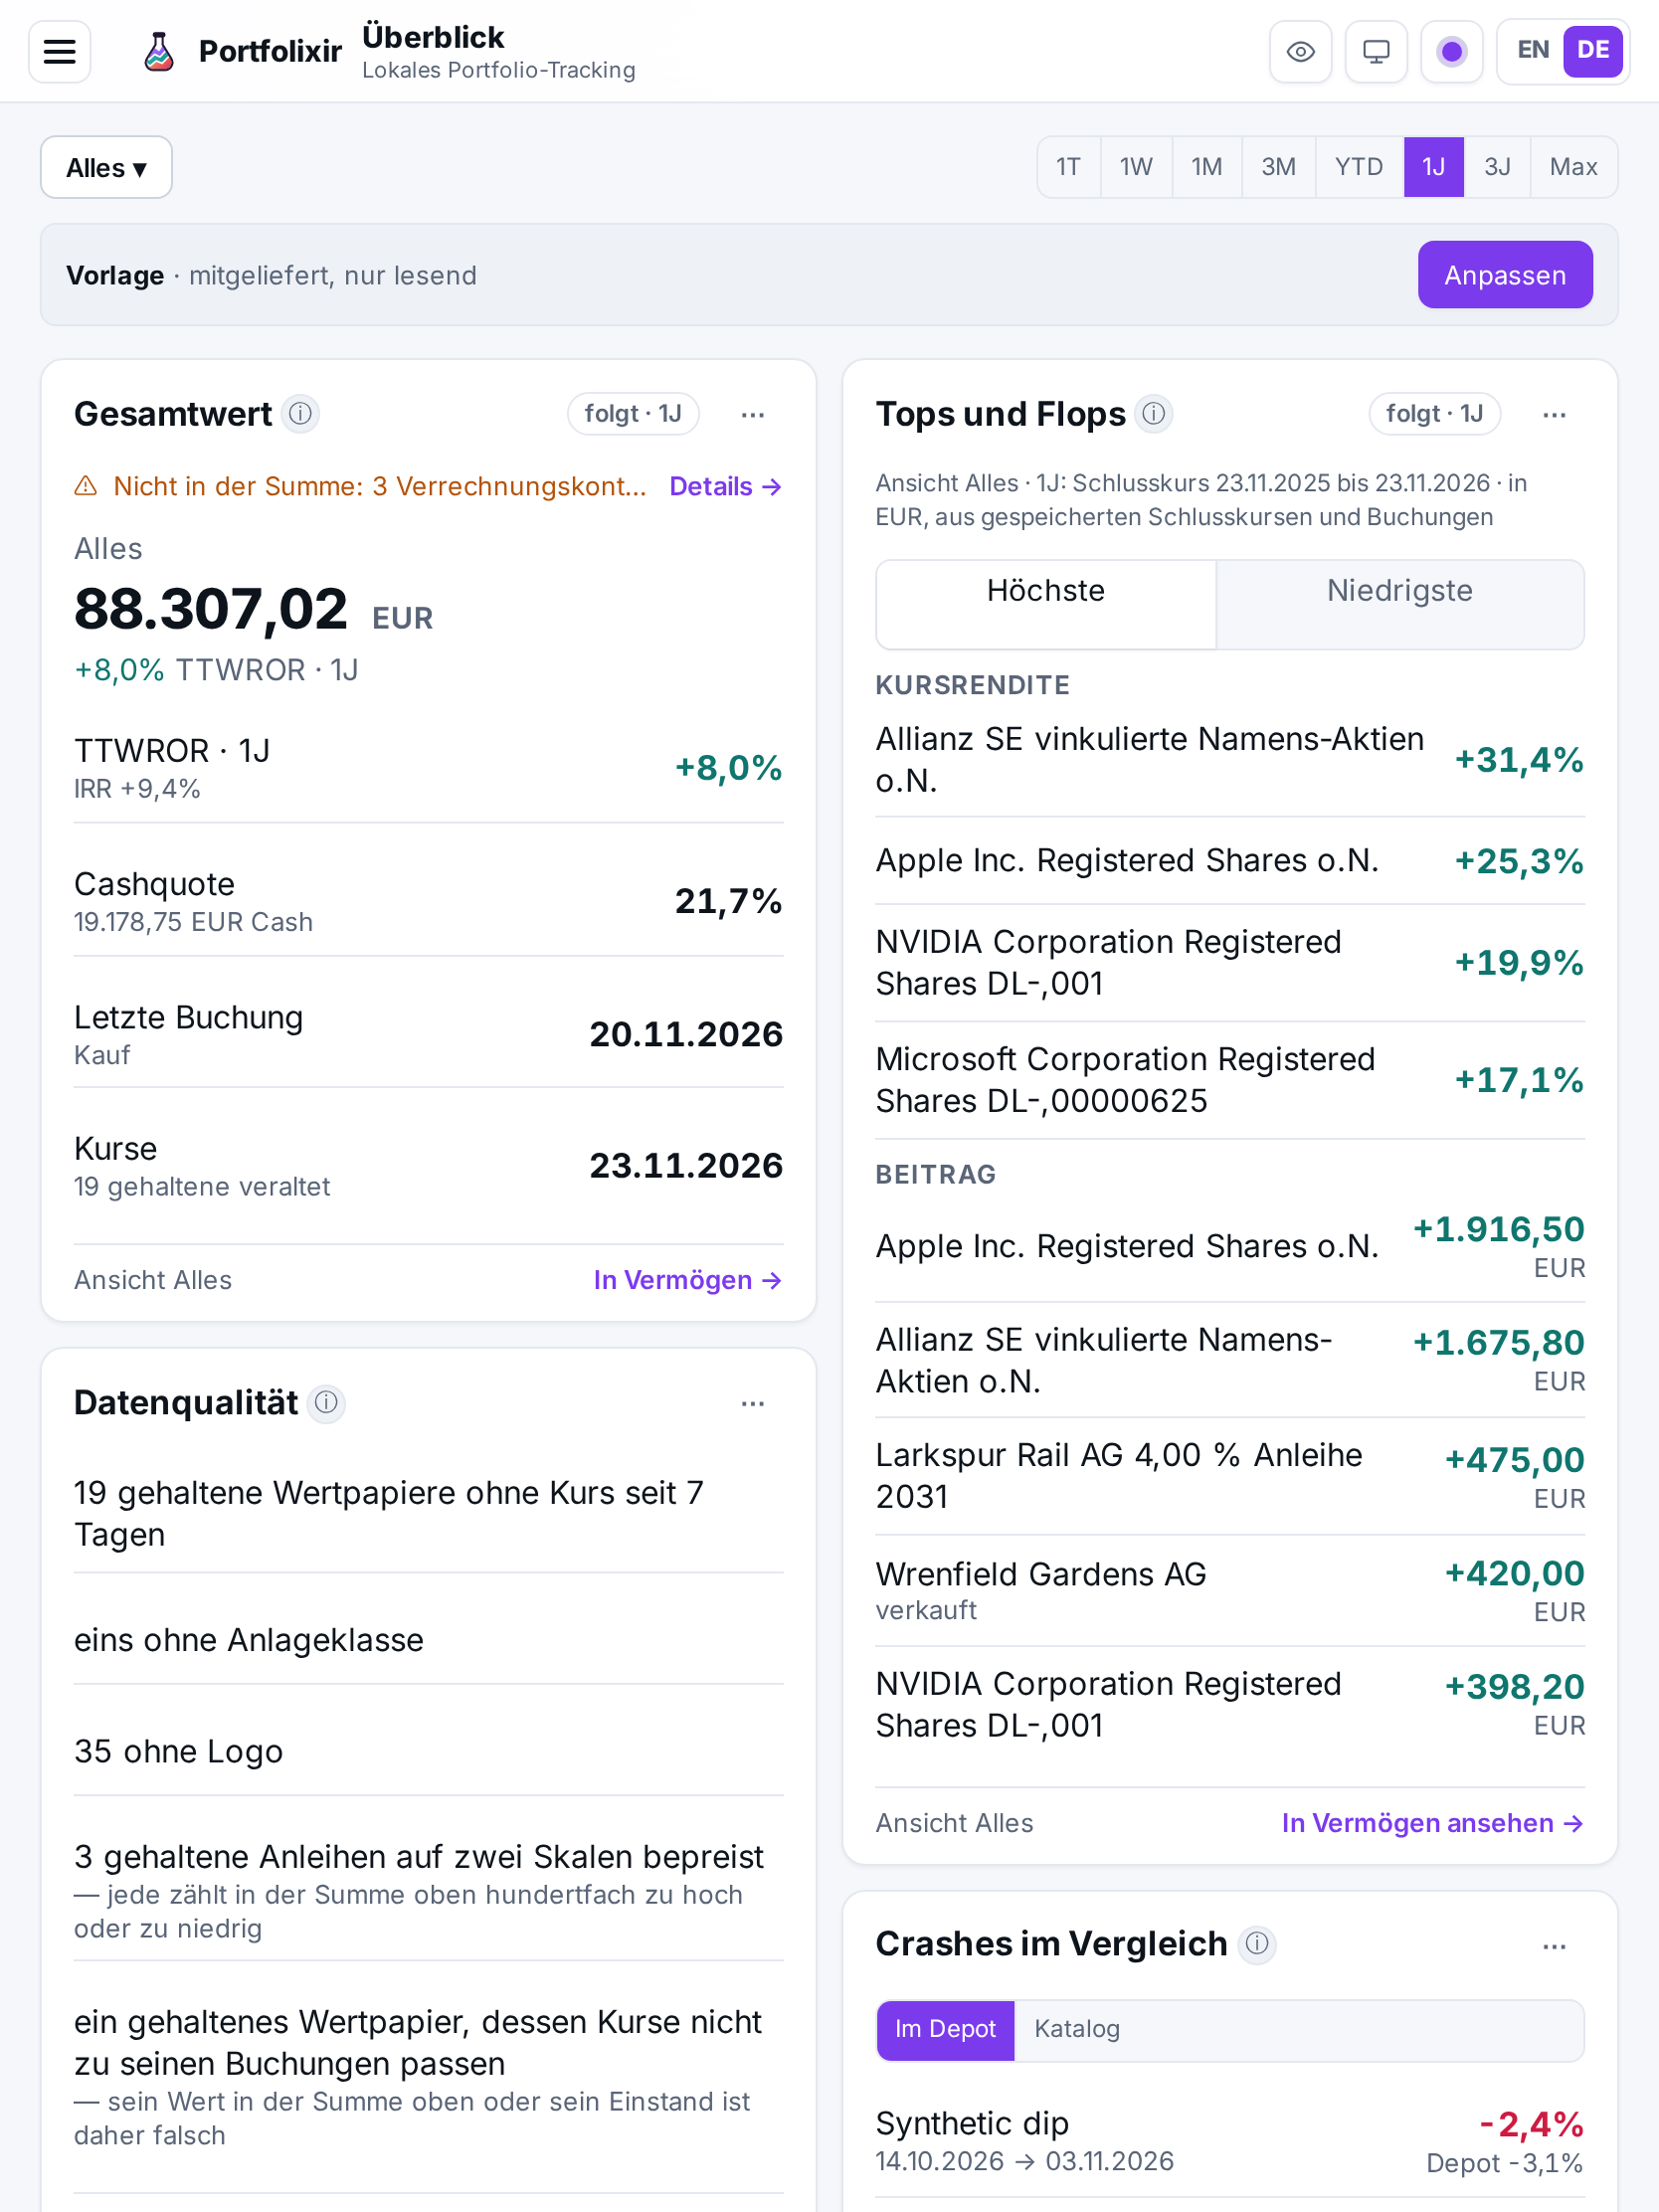 Portfolixir
Überblick
Lokales Portfolio-Tracking
EN DE
Alles ▾
1T 1W 1M 3M YTD 1J 3J Max
Vorlage · mitgeliefert, nur lesend
Anpassen
Gesamtwert ⓘ folgt · 1J ...
⚠ Nicht in der Summe: 3 Verrechnungskont... Details →
Alles
88.307,02 EUR
+8,0% TTWROR · 1J
TTWROR · 1J
IRR +9,4%
+8,0%
Cashquote
19.178,75 EUR Cash
21,7%
Letzte Buchung
Kauf
20.11.2026
Kurse
19 gehaltene veraltet
23.11.2026
Ansicht Alles In Vermögen →
Datenqualität ⓘ ...
19 gehaltene Wertpapiere ohne Kurs seit 7
Tagen
eins ohne Anlageklasse
35 ohne Logo
3 gehaltene Anleihen auf zwei Skalen bepreist
— jede zählt in der Summe oben hundertfach zu hoch
oder zu niedrig
ein gehaltenes Wertpapier, dessen Kurse nicht
zu seinen Buchungen passen
— sein Wert in der Summe oben oder sein Einstand ist
daher falsch
Tops und Flops ⓘ folgt · 1J ...
Ansicht Alles · 1J: Schlusskurs 23.11.2025 bis 23.11.2026 · in
EUR, aus gespeicherten Schlusskursen und Buchungen
Höchste Niedrigste
KURSRENDITE
Allianz SE vinkulierte Namens-Aktien
o.N.
+31,4%
Apple Inc. Registered Shares o.N. +25,3%
NVIDIA Corporation Registered
Shares DL-,001
+19,9%
Microsoft Corporation Registered
Shares DL-,00000625
+17,1%
BEITRAG
Apple Inc. Registered Shares o.N. +1.916,50
EUR
Allianz SE vinkulierte Namens-
Aktien o.N.
+1.675,80
EUR
Larkspur Rail AG 4,00 % Anleihe
2031
+475,00
EUR
Wrenfield Gardens AG
verkauft
+420,00
EUR
NVIDIA Corporation Registered
Shares DL-,001
+398,20
EUR
Ansicht Alles In Vermögen ansehen →
Crashes im Vergleich ⓘ ...
Im Depot Katalog
Synthetic dip
14.10.2026 → 03.11.2026
-2,4%
Depot -3,1%